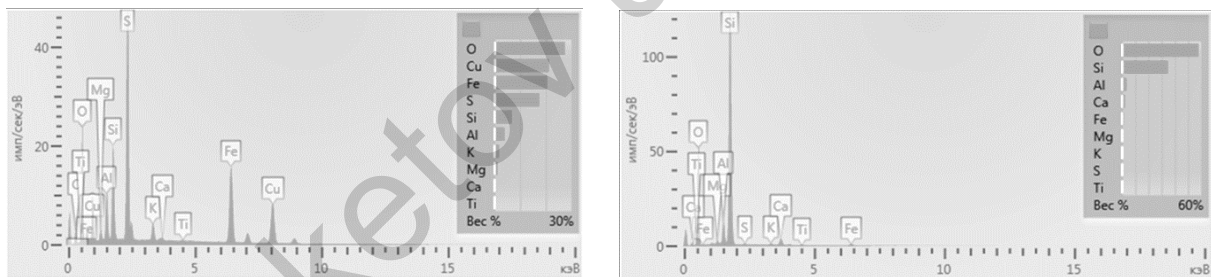 S
40
Mg
O
Si
20
Ti
Fe
C
Al
Cu
Ca
Cu
K
Ti
Fe
0
0
5
10
15
кэВ
имп/сек/эВ
O
Cu
Fe
S
Si
Al
K
Mg
Ca
Ti
Вес %
30%
Si
100
O
50
Ti
Al
Mg
C
Ca
Fe
S
K
Ti
Fe
0
0
5
10
15
кэВ
имп/сек/эВ
O
Si
Al
Ca
Fe
Mg
K
S
Ti
Вес %
60%
ketov